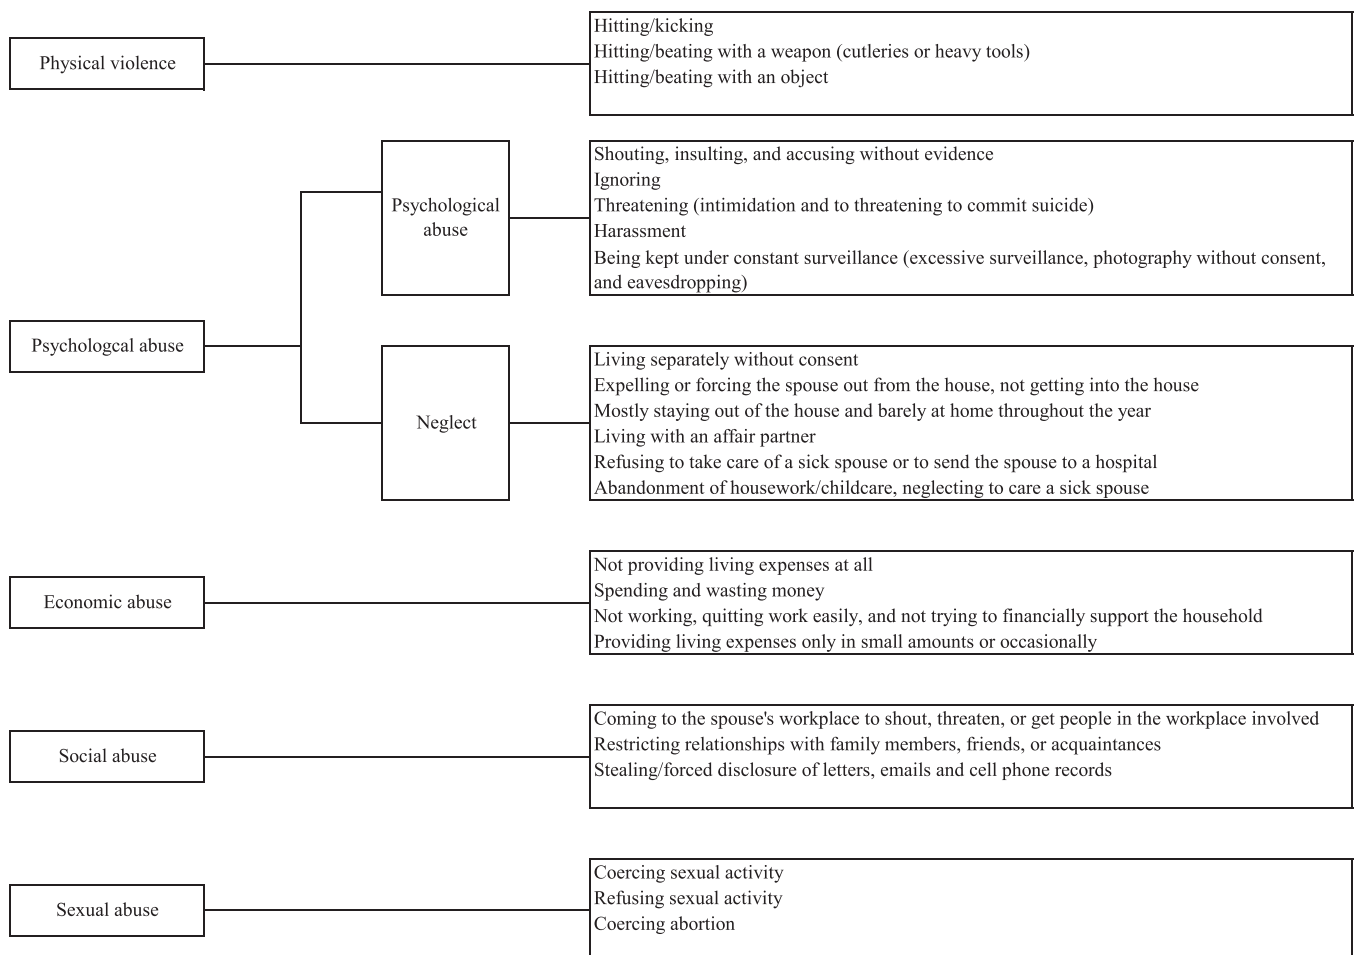 Physical violence
Hitting/kicking
Hitting/beating with a weapon (cutleries or heavy tools)
Hitting/beating with an object
Psychologcal abuse
Psychological
abuse
Shouting, insulting, and accusing without evidence
Ignoring
Threatening (intimidation and to threatening to commit suicide)
Harassment
Being kept under constant surveillance (excessive surveillance, photography without consent,
and eavesdropping)
Neglect
Living separately without consent
Expelling or forcing the spouse out from the house, not getting into the house
Mostly staying out of the house and barely at home throughout the year
Living with an affair partner
Refusing to take care of a sick spouse or to send the spouse to a hospital
Abandonment of housework/childcare, neglecting to care a sick spouse
Economic abuse
Not providing living expenses at all
Spending and wasting money
Not working, quitting work easily, and not trying to financially support the household
Providing living expenses only in small amounts or occasionally
Social abuse
Coming to the spouse's workplace to shout, threaten, or get people in the workplace involved
Restricting relationships with family members, friends, or acquaintances
Stealing/forced disclosure of letters, emails and cell phone records
Sexual abuse
Coercing sexual activity
Refusing sexual activity
Coercing abortion